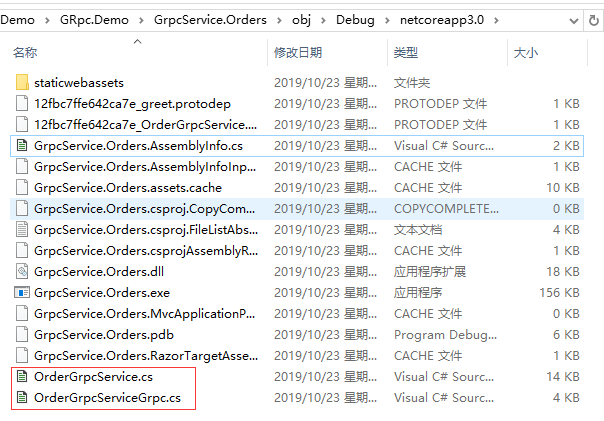 Demo > GRpc.Demo > GrpcService.Orders > obj > Debug > netcoreapp3.0 >
名称 修改日期 类型 大小
staticwebassets 2019/10/23 星期... 文件夹
12fbc7ffe642ca7e_greet.protodep 2019/10/23 星期... PROTODEP 文件 1 KB
12fbc7ffe642ca7e_OrderGrpcService.... 2019/10/23 星期... PROTODEP 文件 1 KB
GrpcService.Orders.AssemblyInfo.cs 2019/10/23 星期... Visual C# Sourc... 2 KB
GrpcService.Orders.AssemblyInfoInp... 2019/10/23 星期... CACHE 文件 1 KB
GrpcService.Orders.assets.cache 2019/10/23 星期... CACHE 文件 10 KB
GrpcService.Orders.csproj.CopyCom... 2019/10/23 星期... COPYCOMPLETE... 0 KB
GrpcService.Orders.csproj.FileListAbs... 2019/10/23 星期... 文本文档 4 KB
GrpcService.Orders.csprojAssemblyR... 2019/10/23 星期... CACHE 文件 1 KB
GrpcService.Orders.dll 2019/10/23 星期... 应用程序扩展 18 KB
GrpcService.Orders.exe 2019/10/23 星期... 应用程序 156 KB
GrpcService.Orders.MvcApplicationP... 2019/10/23 星期... CACHE 文件 0 KB
GrpcService.Orders.pdb 2019/10/23 星期... Program Debug... 6 KB
GrpcService.Orders.RazorTargetAsse... 2019/10/23 星期... CACHE 文件 1 KB
OrderGrpcService.cs 2019/10/23 星期... Visual C# Sourc... 14 KB
OrderGrpcServiceGrpc.cs 2019/10/23 星期... Visual C# Sourc... 4 KB